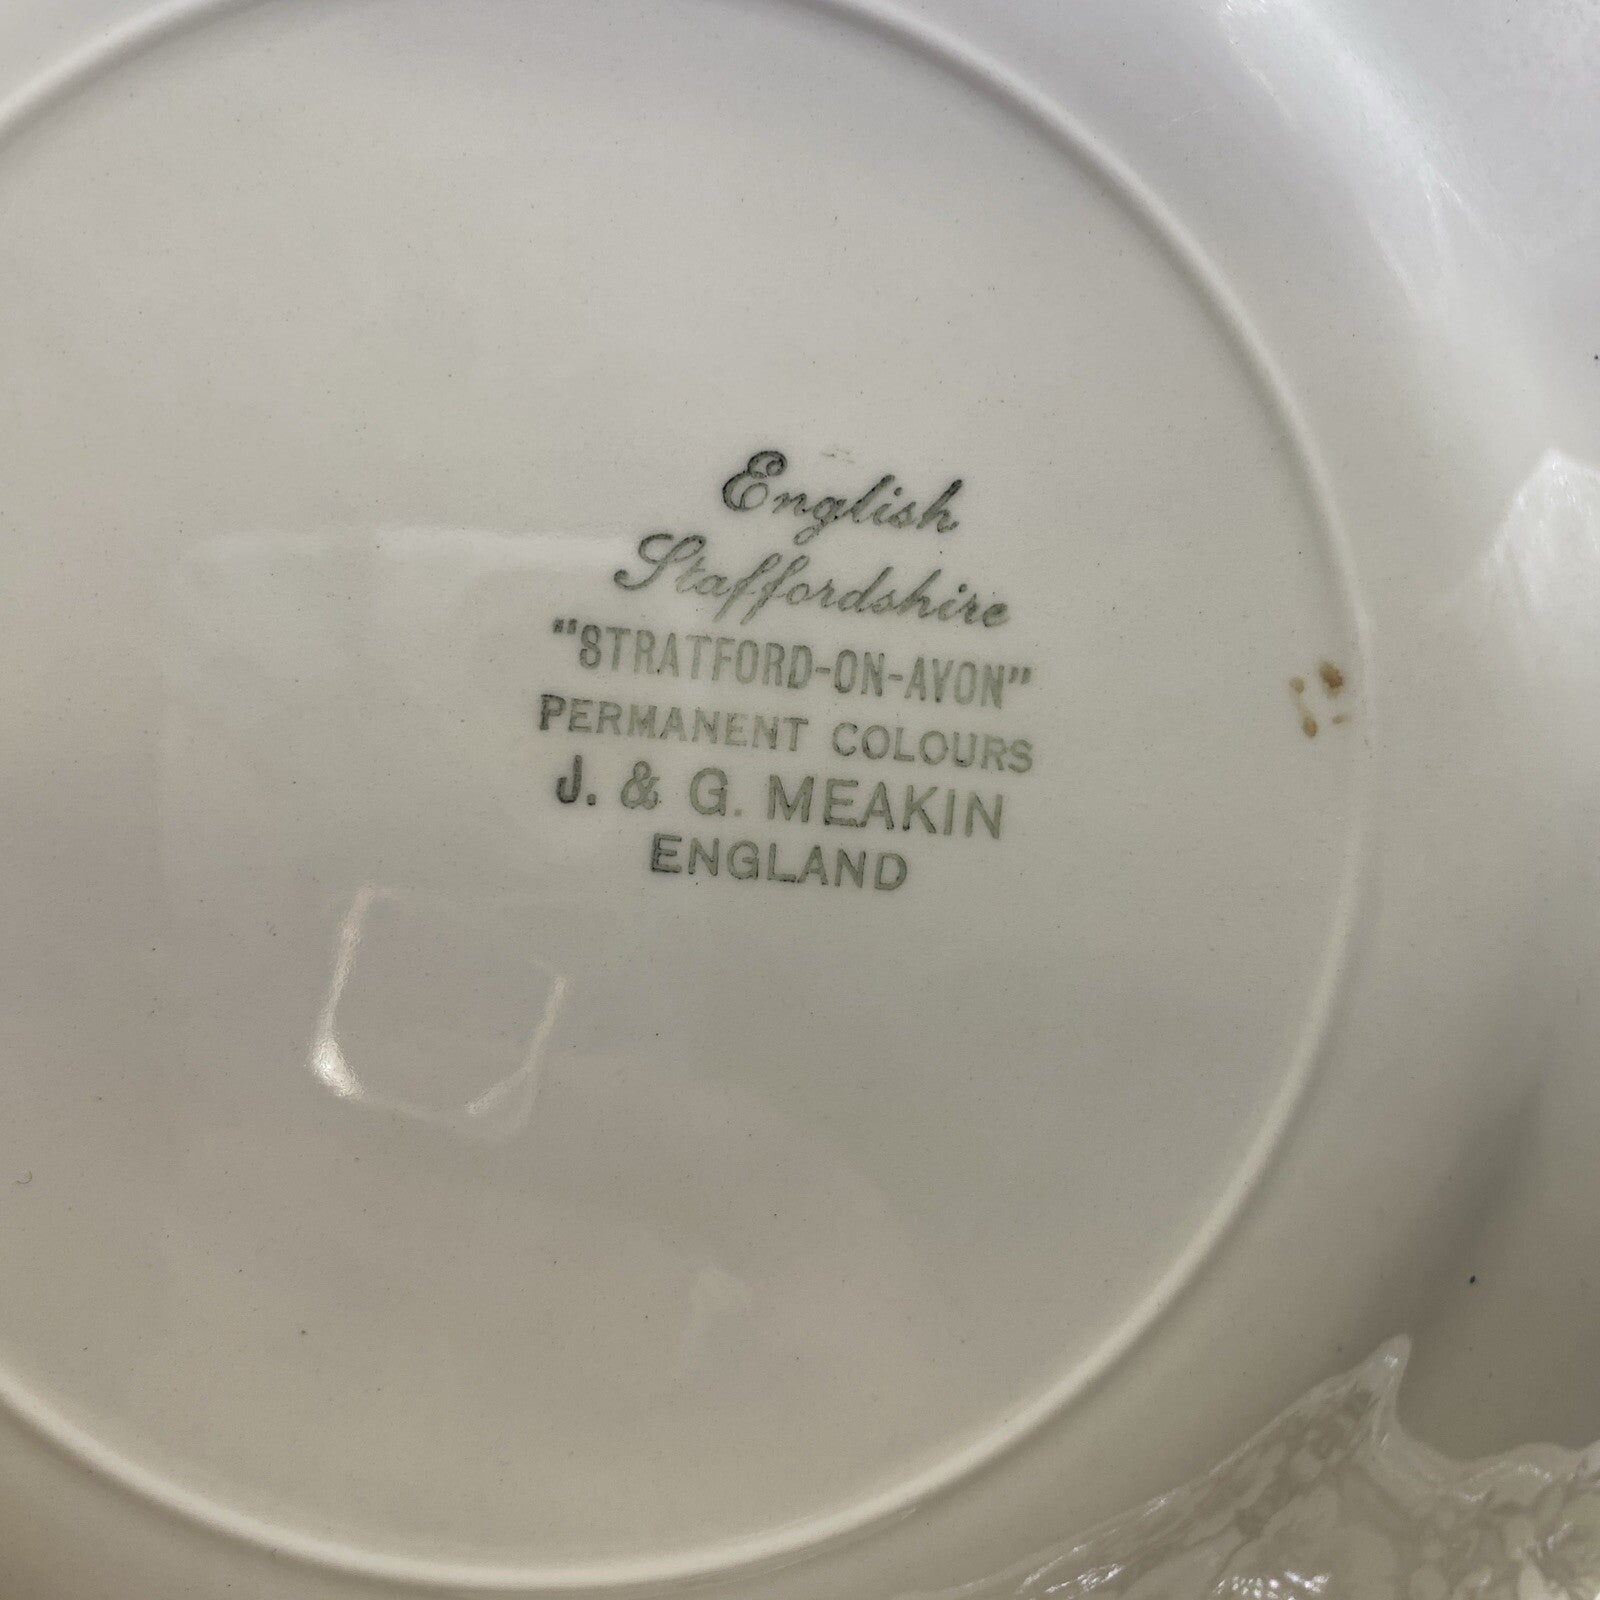 English
Staffordshire
"STRATFORD-ON-AVON"
PERMANENT COLOURS
J. & G. MEAKIN
ENGLAND